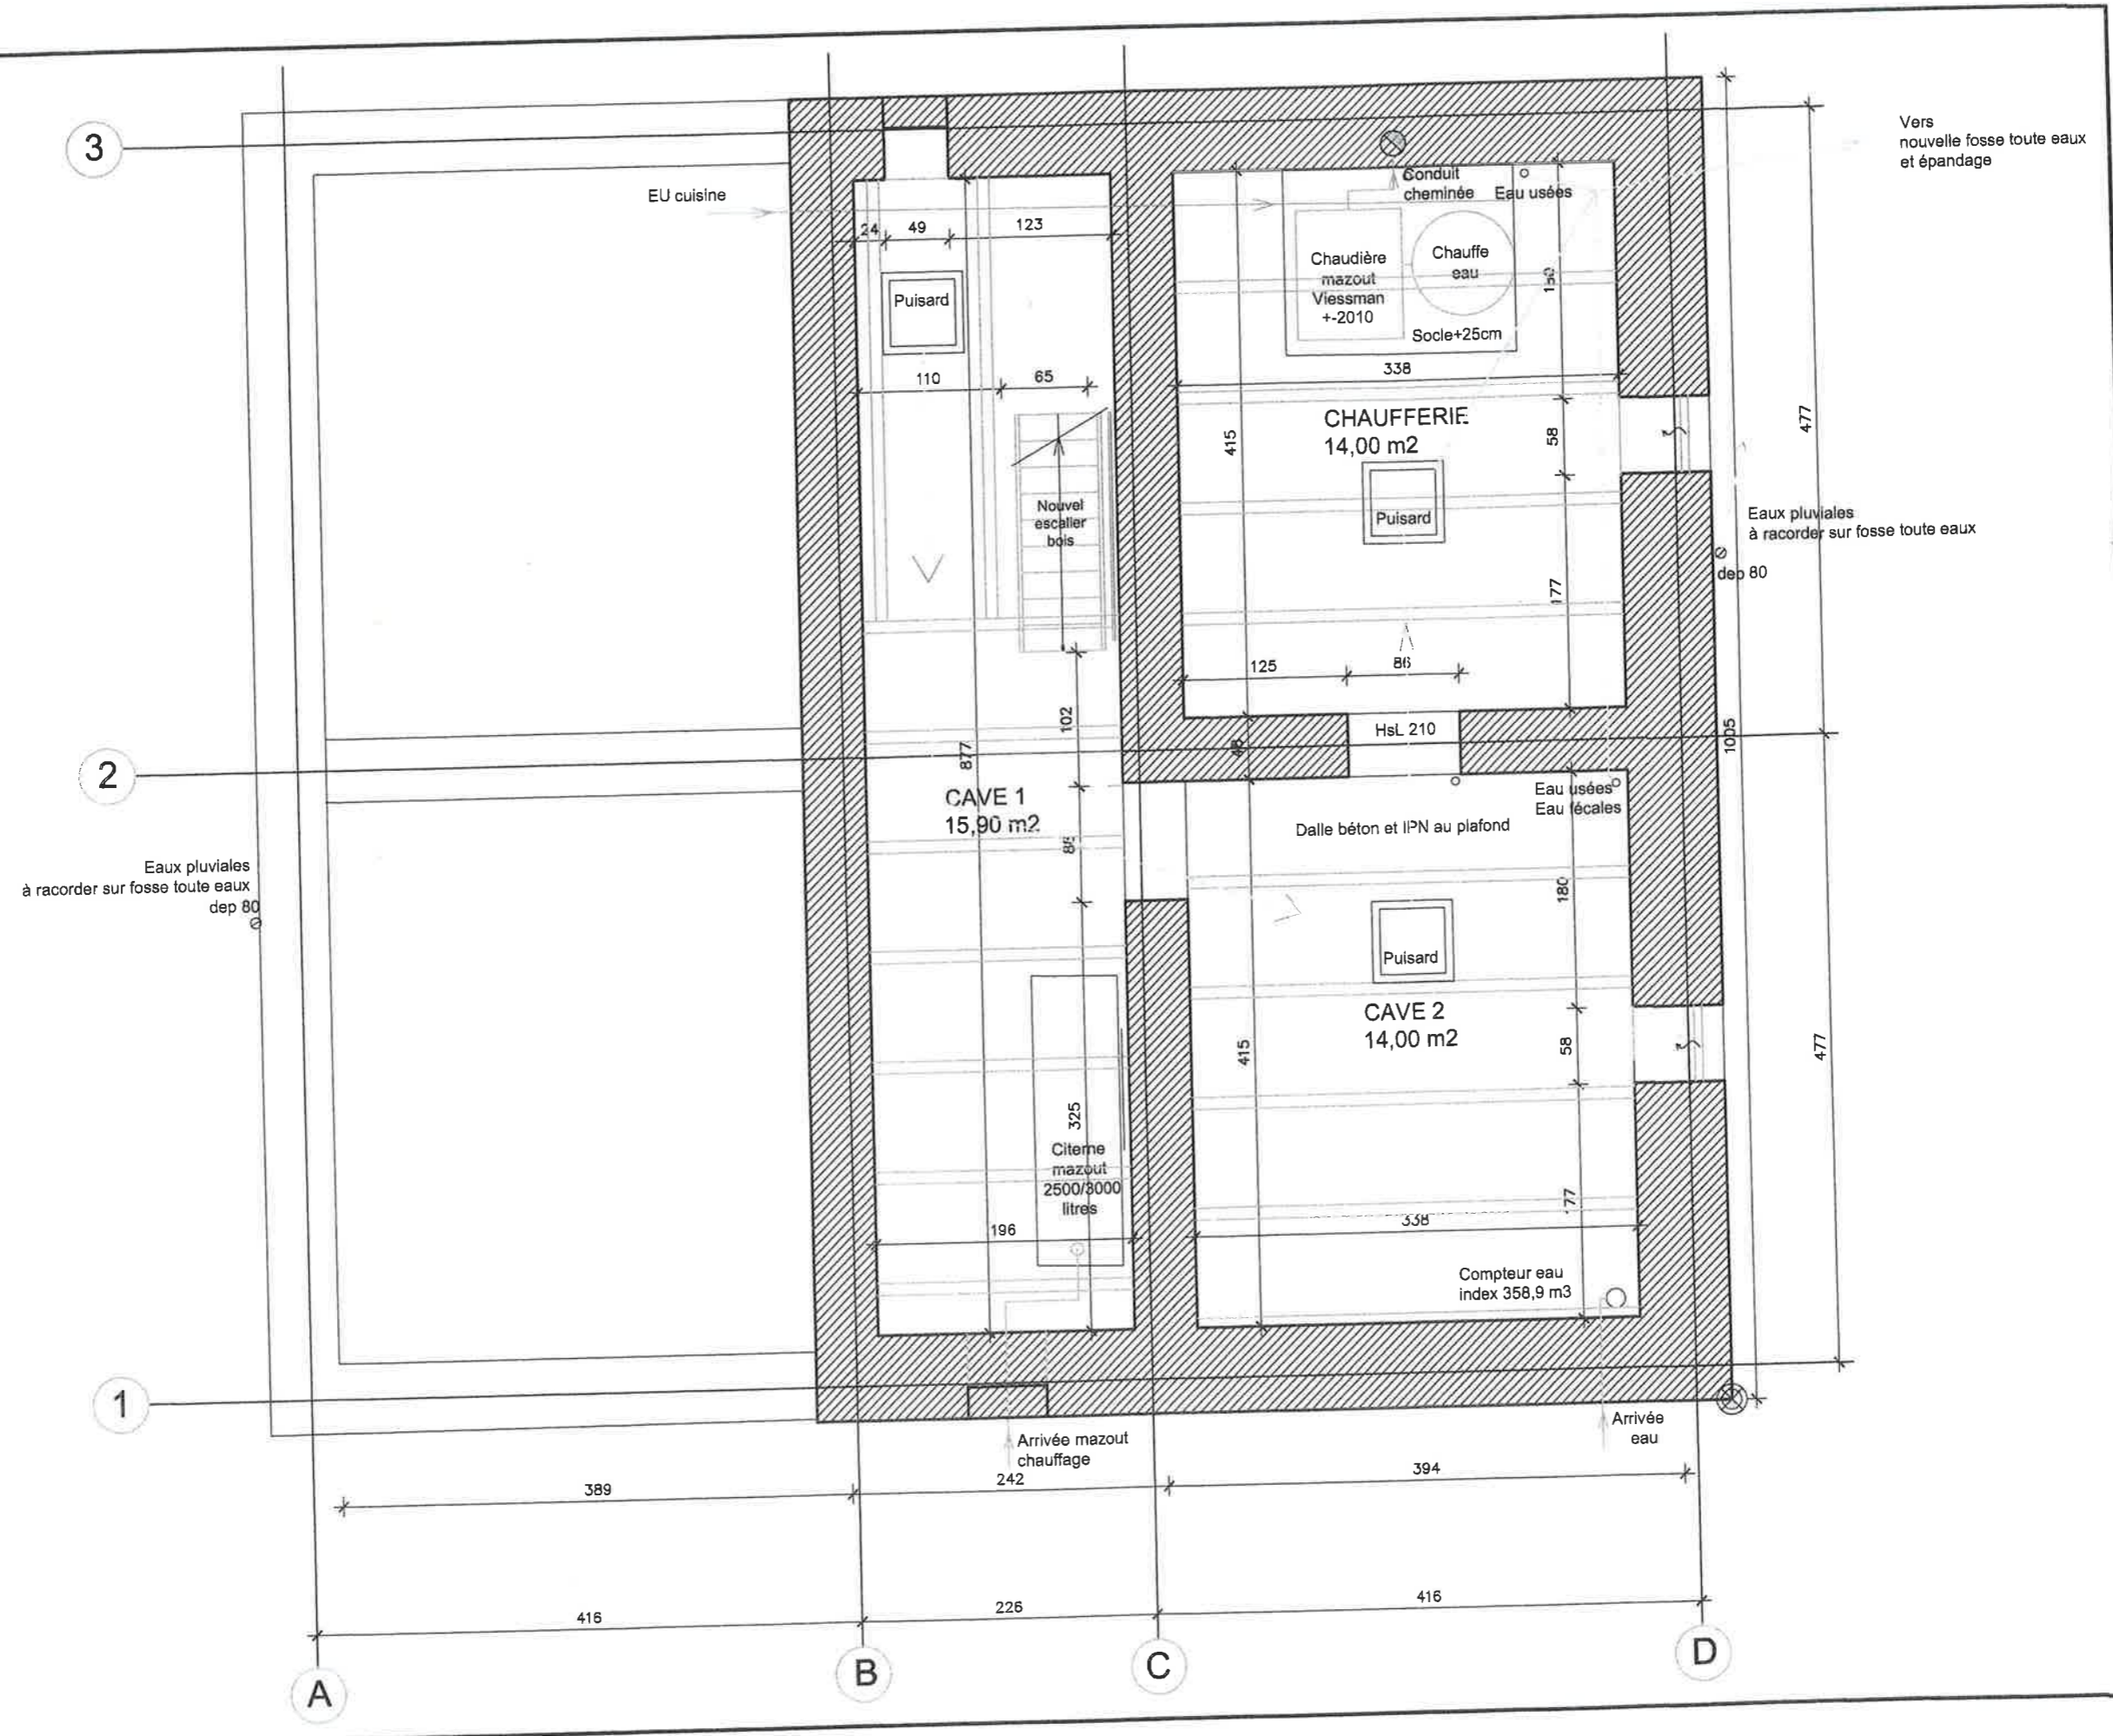 3
Vers
nouvelle fosse toute eaux
et épandage
EU cuisine
Conduit
cheminée
Eau usées
24
49
123
Chaudière
mazout
Viessman
+-2010
Chauffe
eau
150
Puisard
Socle+25cm
110
65
338
CHAUFFERIE
14,00 m2
415
58
477
Nouvel
escalier
bois
Puisard
Eaux pluviales
à racorder sur fosse toute eaux
dep 80
177
125
86
102
HsL 210
1005
2
877
CAVE 1
15,90 m2
Eau usées
Eau fécales
Dalle béton et IPN au plafond
Eaux pluviales
à racorder sur fosse toute eaux
dep 80
180
Puisard
CAVE 2
14,00 m2
415
58
477
325
Citerne
mazout
2500/3000
litres
196
338
Compteur eau
index 358,9 m3
1
Arrivée mazout
chauffage
Arrivée
eau
389
242
394
416
226
416
A
B
C
D